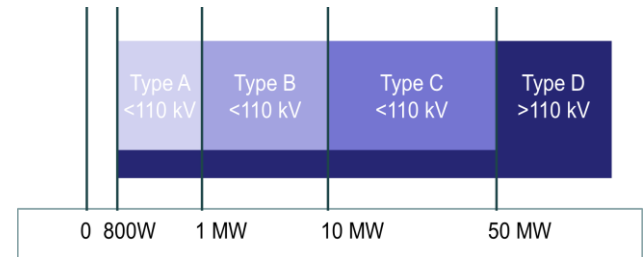 Type A
<110 kV
Type B
<110 kV
Type C
<110 kV
Type D
>110 kV
0 800W 1 MW 10 MW 50 MW